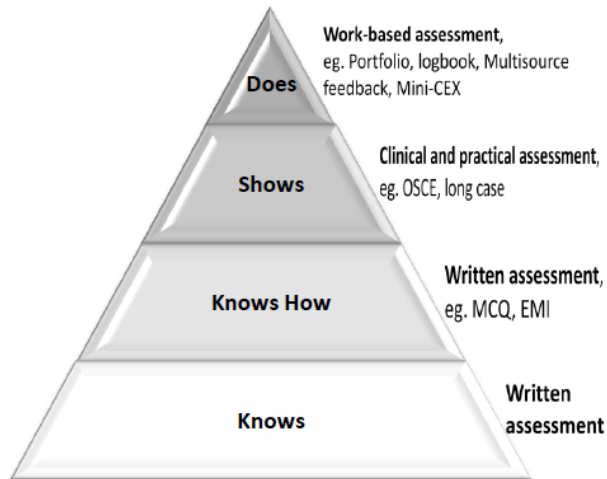 Work-based assessment,
eg. Portfolio, logbook, Multisource
feedback, Mini-CEX
Does
Clinical and practical assessment,
eg. OSCE, long case
Shows
Written assessment,
eg. MCQ, EMI
Knows How
Written
assessment
Knows